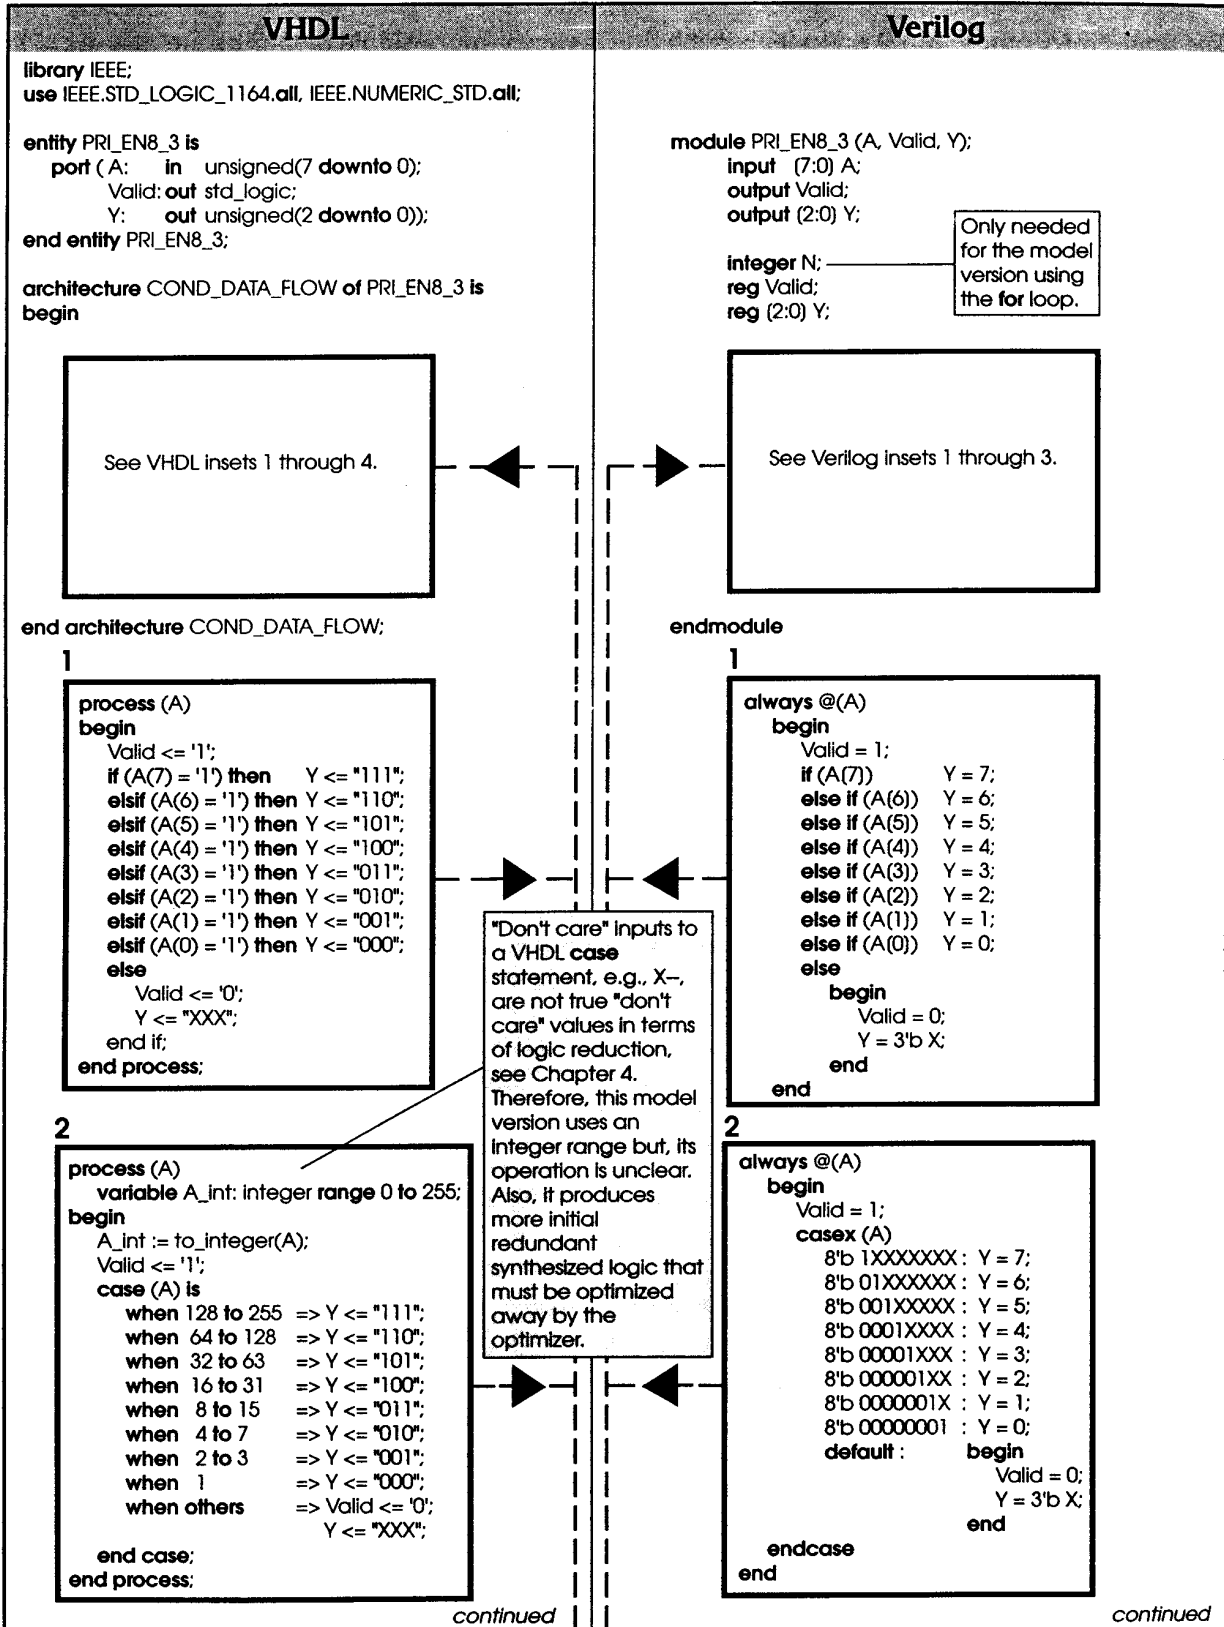 VHDL
library IEEE;
use IEEE.STD_LOGIC_1164.all, IEEE.NUMERIC_STD.all;
entity PRI_EN8_3 is
port ( A: in unsigned(7 downto 0);
Valid: out std_logic;
Y: out unsigned(2 downto 0));
end entity PRI_EN8_3;
architecture COND_DATA_FLOW of PRI_EN8_3 is
begin
See VHDL insets 1 through 4.
end architecture COND_DATA_FLOW;
1
process (A)
begin
Valid <= '1';
if (A(7) = '1') then Y <= "111";
elsif (A(6) = '1') then Y <= "110";
elsif (A(5) = '1') then Y <= "101";
elsif (A(4) = '1') then Y <= "100";
elsif (A(3) = '1') then Y <= "011";
elsif (A(2) = '1') then Y <= "010";
elsif (A(1) = '1') then Y <= "001";
elsif (A(0) = '1') then Y <= "000";
else
Valid <= '0';
Y <= "XXX";
end if;
end process;
2
process (A)
variable A_int: integer range 0 to 255;
begin
A_int := to_integer(A);
Valid <= '1';
case (A) is
when 128 to 255 => Y <= "111";
when 64 to 128 => Y <= "110";
when 32 to 63 => Y <= "101";
when 16 to 31 => Y <= "100";
when 8 to 15 => Y <= "011";
when 4 to 7 => Y <= "010";
when 2 to 3 => Y <= "001";
when 1 => Y <= "000";
when others => Valid <= '0';
Y <= "XXX";
end case;
end process;
continued
"Don't care" inputs to
a VHDL case
statement, e.g., X–,
are not true "don't
care" values in terms
of logic reduction,
see Chapter 4.
Therefore, this model
version uses an
integer range but, its
operation is unclear.
Also, it produces
more initial
redundant
synthesized logic that
must be optimized
away by the
optimizer.
Verilog
module PRI_EN8_3 (A, Valid, Y);
input (7:0) A;
output Valid;
output (2:0) Y;
integer N;
reg Valid;
reg (2:0) Y;
Only needed
for the model
version using
the for loop.
See Verilog insets 1 through 3.
endmodule
1
always @(A)
begin
Valid = 1;
if (A(7)) Y = 7;
else if (A(6)) Y = 6;
else if (A(5)) Y = 5;
else if (A(4)) Y = 4;
else if (A(3)) Y = 3;
else if (A(2)) Y = 2;
else if (A(1)) Y = 1;
else if (A(0)) Y = 0;
else
begin
Valid = 0;
Y = 3'b X;
end
end
2
always @(A)
begin
Valid = 1;
casex (A)
8'b 1XXXXXXX : Y = 7;
8'b 01XXXXXX : Y = 6;
8'b 001XXXXX : Y = 5;
8'b 0001XXXX : Y = 4;
8'b 00001XXX : Y = 3;
8'b 000001XX : Y = 2;
8'b 0000001X : Y = 1;
8'b 00000001 : Y = 0;
default : begin
Valid = 0;
Y = 3'b X;
end
endcase
end
continued